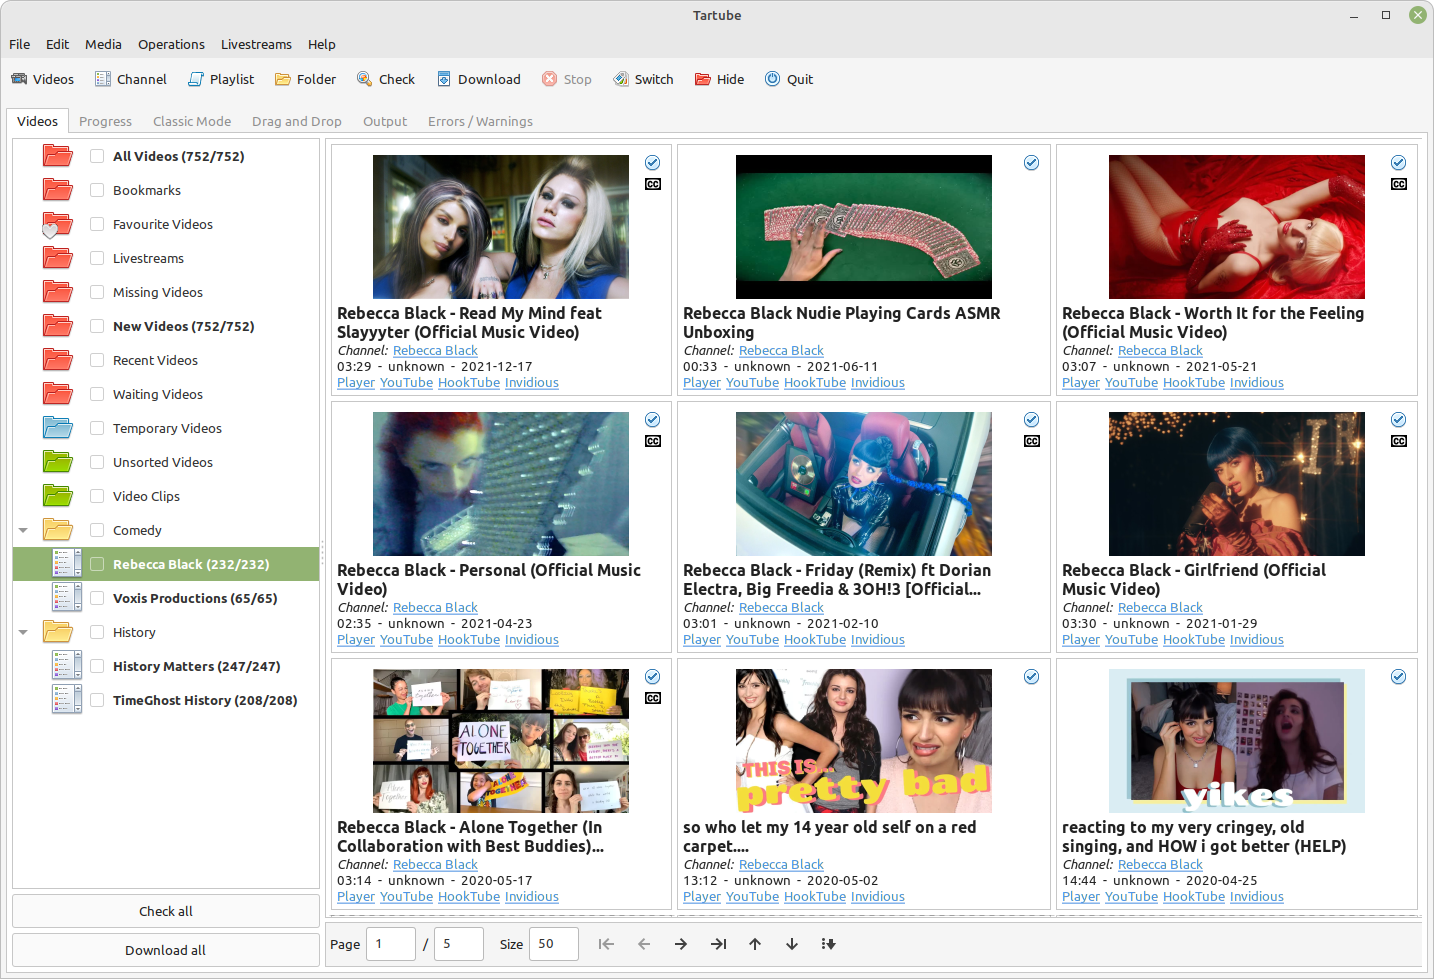 Tartube
File Edit Media Operations Livestreams Help
Videos Channel Playlist Folder Check Download Stop Switch Hide Quit
Videos Progress Classic Mode Drag and Drop Output Errors / Warnings
All Videos (752/752)
Bookmarks
Favourite Videos
Livestreams
Missing Videos
New Videos (752/752)
Recent Videos
Waiting Videos
Temporary Videos
Unsorted Videos
Video Clips
Comedy
Rebecca Black (232/232)
Voxis Productions (65/65)
History
History Matters (247/247)
TimeGhost History (208/208)
Check all
Download all
CC
Rebecca Black - Read My Mind feat
Slayyyter (Official Music Video)
Channel: Rebecca Black
03:29 - unknown - 2021-12-17
Player YouTube HookTube Invidious
Rebecca Black Nudie Playing Cards ASMR
Unboxing
Channel: Rebecca Black
00:33 - unknown - 2021-06-11
Player YouTube HookTube Invidious
CC
Rebecca Black - Worth It for the Feeling
(Official Music Video)
Channel: Rebecca Black
03:07 - unknown - 2021-05-21
Player YouTube HookTube Invidious
CC
Rebecca Black - Personal (Official Music
Video)
Channel: Rebecca Black
02:35 - unknown - 2021-04-23
Player YouTube HookTube Invidious
CC
Rebecca Black - Friday (Remix) ft Dorian
Electra, Big Freedia & 3OH!3 [Official...
Channel: Rebecca Black
03:01 - unknown - 2021-02-10
Player YouTube HookTube Invidious
CC
Rebecca Black - Girlfriend (Official
Music Video)
Channel: Rebecca Black
03:30 - unknown - 2021-01-29
Player YouTube HookTube Invidious
CC
ALONE
TOGETHER
Rebecca Black - Alone Together (In
Collaboration with Best Buddies)...
Channel: Rebecca Black
03:14 - unknown - 2020-05-17
Player YouTube HookTube Invidious
THIS IS...
pretty bad
so who let my 14 year old self on a red
carpet....
Channel: Rebecca Black
13:12 - unknown - 2020-05-02
Player YouTube HookTube Invidious
yikes
reacting to my very cringey, old
singing, and HOW i got better (HELP)
Channel: Rebecca Black
14:44 - unknown - 2020-04-25
Player YouTube HookTube Invidious
Page 1 / 5 Size 50